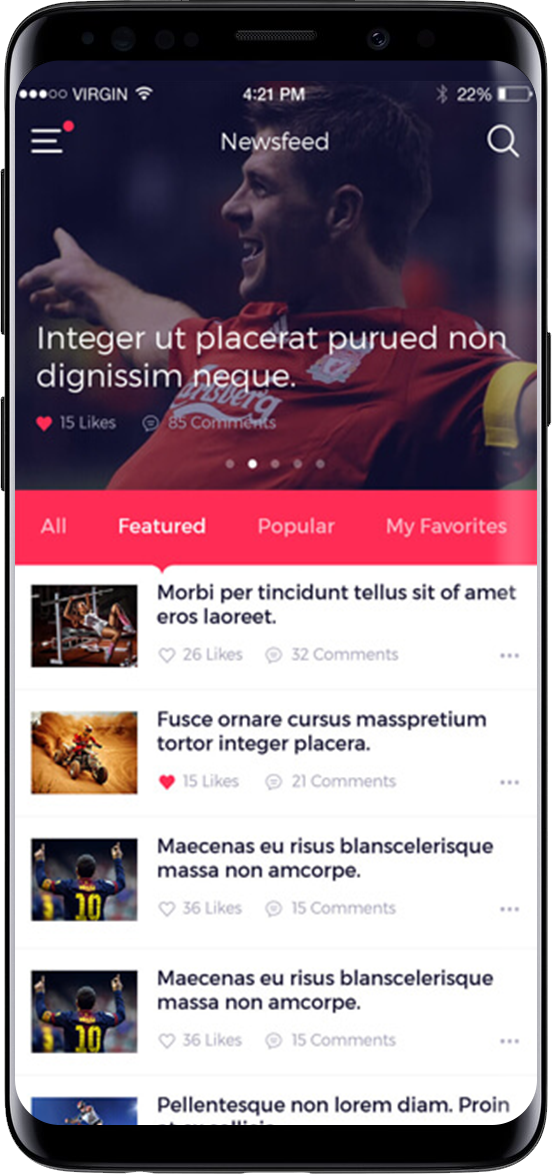 VIRGIN 4:21 PM 22%
Newsfeed
Integer ut placerat purued non
dignissim neque.
Carlsberg
15 Likes 85 Comments
All Featured Popular My Favorites
Morbi per tincidunt tellus sit of amet
eros laoreet.
26 Likes 32 Comments
Fusce ornare cursus masspretium
tortor integer placera.
15 Likes 21 Comments
Maecenas eu risus blanscelerisque
massa non amcorpe.
10
36 Likes 15 Comments
Maecenas eu risus blanscelerisque
massa non amcorpe.
10
36 Likes 15 Comments
Pellentesque non lorem diam. Proin